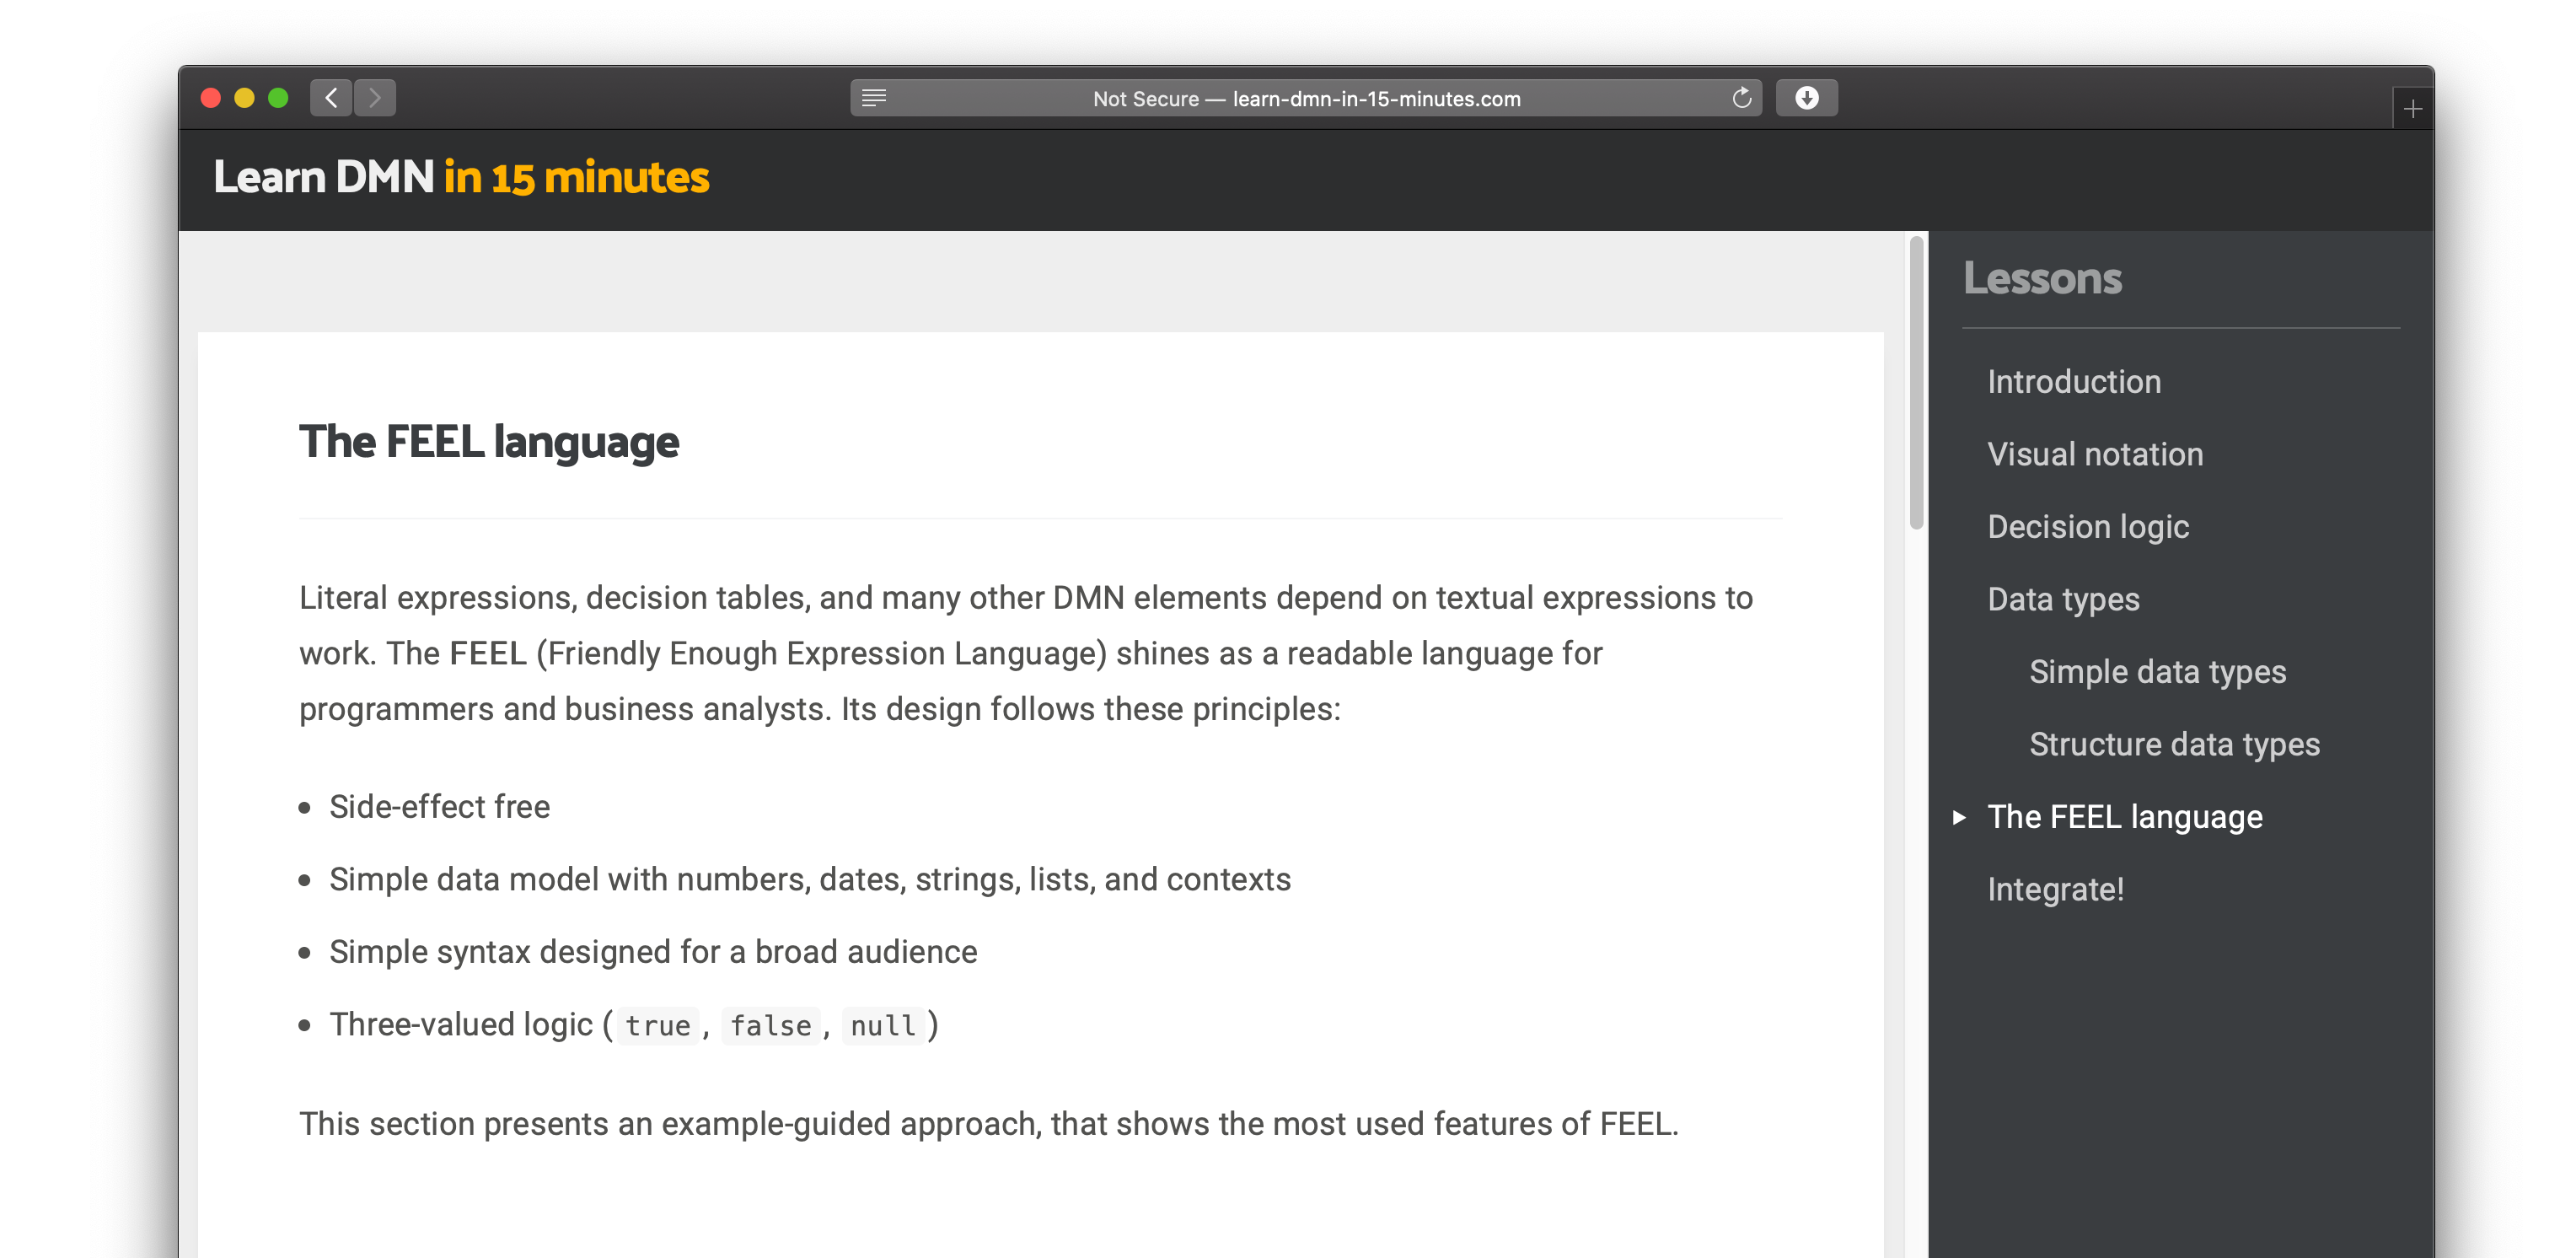 Not Secure — learn-dmn-in-15-minutes.com
Learn DMN in 15 minutes
The FEEL language
Literal expressions, decision tables, and many other DMN elements depend on textual expressions to
work. The FEEL (Friendly Enough Expression Language) shines as a readable language for
programmers and business analysts. Its design follows these principles:
• Side-effect free
• Simple data model with numbers, dates, strings, lists, and contexts
• Simple syntax designed for a broad audience
• Three-valued logic ( true , false , null )
This section presents an example-guided approach, that shows the most used features of FEEL.
Lessons
Introduction
Visual notation
Decision logic
Data types
Simple data types
Structure data types
The FEEL language
Integrate!